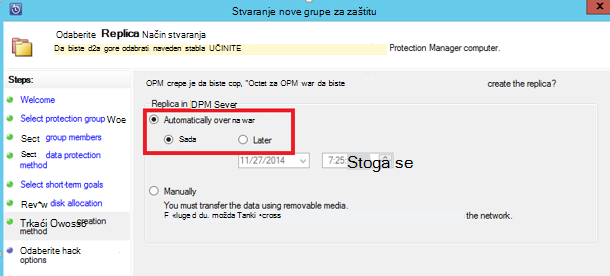 Stvaranje nove grupe za zaštitu
Odaberite Replica Način stvaranja
Da biste d2a gore odabrati naveden stabla UČINITE Protection Manager computer.
Steps:
Welcome
Select protection group Woe
Sect group members
Sect data protection
method
Select short-term goals
Rev*w disk allocation
Trkaći Owosso creation
method
Odaberite hack
options
OPM crepe je da biste cop, "Octet za OPM war da biste create the replica?
Replica in DPM Sever
Automatically over na war
Sada Later
11/27/2014 7:25 Stoga se
Manually
You must transfer the data using removable media.
možda Tanki +cross the network.